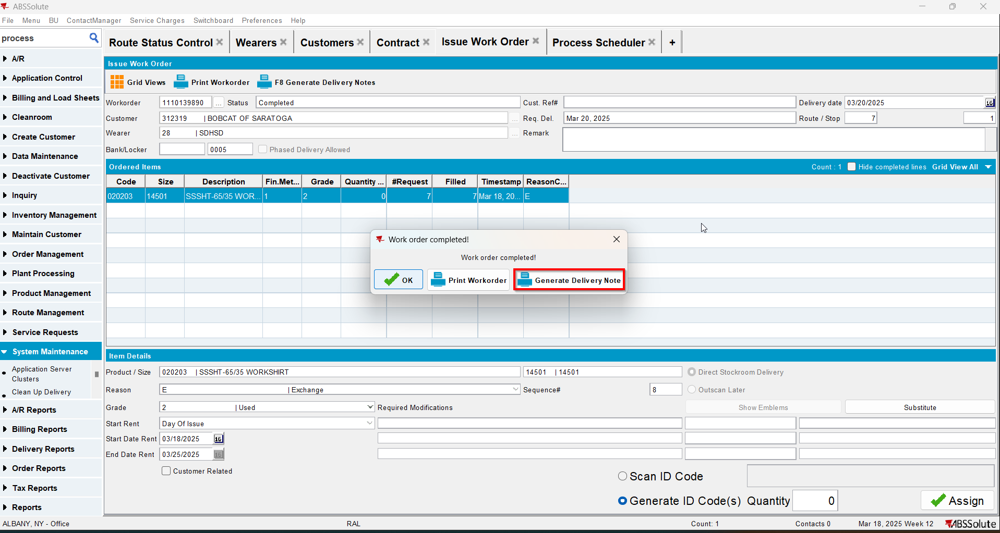 ABSSolute
File Menu BU ContactManager Service Charges Switchboard Preferences Help
process
Route Status Control Wearers Customers Contract Issue Work Order Process Scheduler +
A/R
Application Control
Billing and Load Sheets
Cleanroom
Create Customer
Data Maintenance
Deactivate Customer
Inquiry
Inventory Management
Maintain Customer
Order Management
Plant Processing
Product Management
Route Management
Service Requests
System Maintenance
Application Server
Clusters
Clean Up Delivery
A/R Reports
Billing Reports
Delivery Reports
Order Reports
Tax Reports
Reports
Issue Work Order
Grid Views Print Workorder F8 Generate Delivery Notes
Workorder 1110139890 ... Status Completed Cust. Ref# Delivery date 03/20/2025 16
Customer 312319 | BOBCAT OF SARATOGA ... Req. Del. Mar 20, 2025 Route / Stop 7 1
Wearer 28 | SDHSD ... Remark
Bank/Locker 0005 Phased Delivery Allowed
Ordered Items Count : 1 Hide completed lines Grid View All
Code Size Description Fin.Met... Grade Quantity ... #Request Filled Timestamp ReasonC...
020203 14501 SSSHT-65/35 WOR... 1 2 0 7 7 Mar 18, 20... E
Work order completed!
Work order completed!
OK Print Workorder Generate Delivery Note
Item Details
Product / Size 020203 | SSSHT-65/35 WORKSHIRT 14501 | 14501 Direct Stockroom Delivery
Reason E | Exchange Sequence# 8 Outscan Later
Grade 2 | Used Required Modifications Show Emblems Substitute
Start Rent Day Of Issue
Start Date Rent 03/18/2025 16
End Date Rent 03/25/2025 16
Customer Related
Scan ID Code
Generate ID Code(s) Quantity 0 Assign
ALBANY, NY - Office RAL Count: 1 Contacts 0 Mar 18, 2025 Week 12 ABSSolute